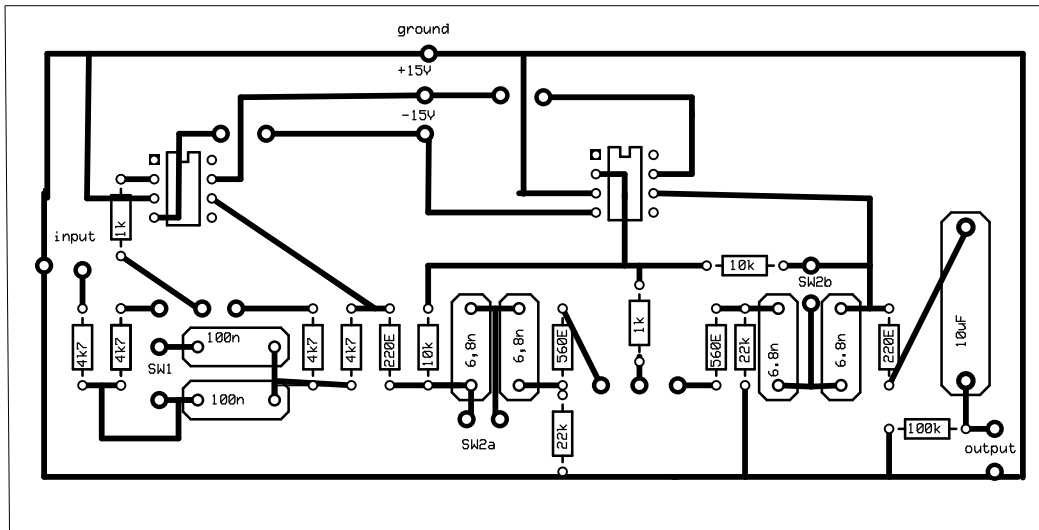 ground
+15V
-15V
1k
input
10k
SW2b
100n
4k7
4k7
4k7
4k7
220E
10k
6,8n
6,8n
560E
1k
560E
22k
6.8n
6.8n
220E
10uF
SW1
100n
SW2a
22k
100k
output